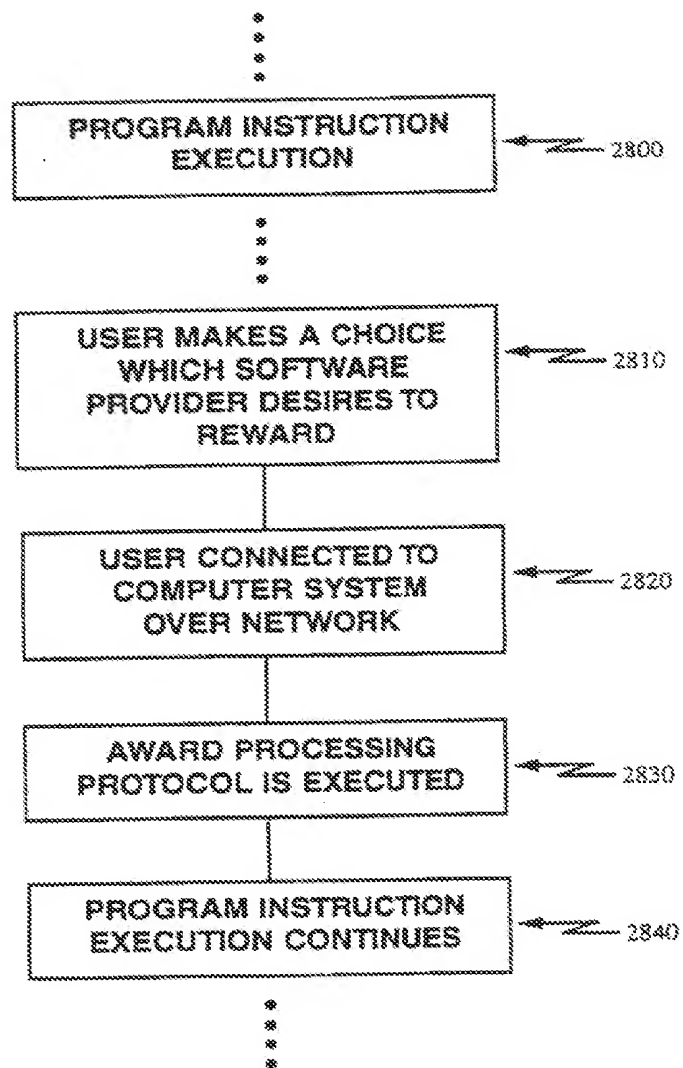 PROGRAM INSTRUCTION
EXECUTION
2800
USER MAKES A CHOICE
WHICH SOFTWARE
PROVIDER DESIRES TO
REWARD
2810
USER CONNECTED TO
COMPUTER SYSTEM
OVER NETWORK
2820
AWARD PROCESSING
PROTOCOL IS EXECUTED
2830
PROGRAM INSTRUCTION
EXECUTION CONTINUES
2840